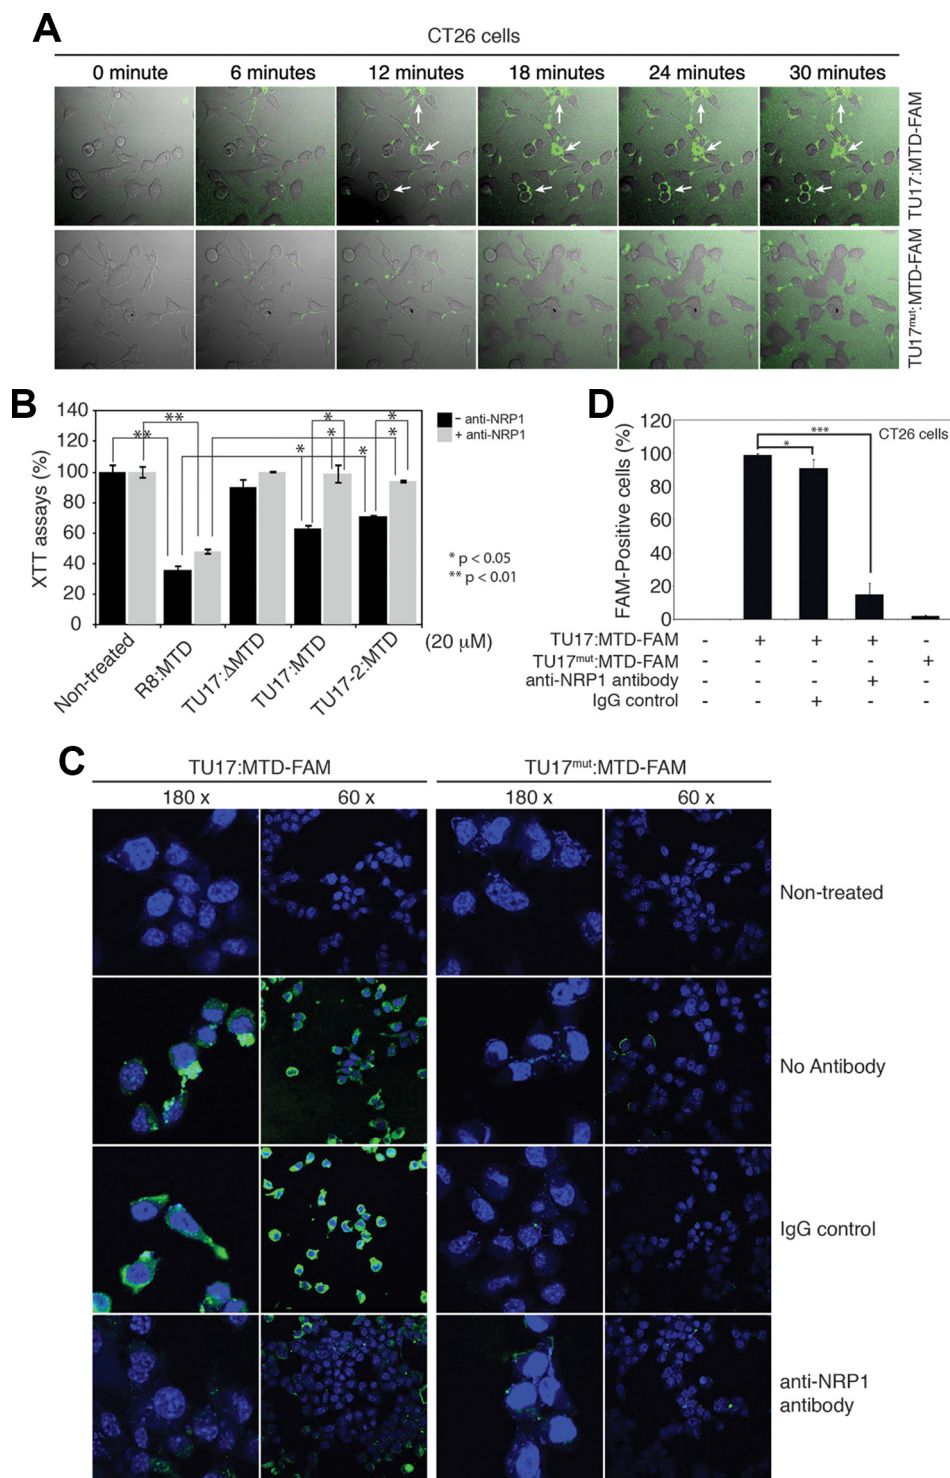 A
CT26 cells
0 minute 6 minutes 12 minutes 18 minutes 24 minutes 30 minutes
TU17:MTD-FAM
TU17mut:MTD-FAM
B
XTT assays (%)
140
120
100
80
60
40
20
0
** ** * * * * * *
- anti-NRP1
+ anti-NRP1
* p < 0.05
** p < 0.01
(20 μM)
Non-treated R8:MTD TU17:ΔMTD TU17:MTD TU17-2:MTD
D
FAM-Positive cells (%)
120
100
80
60
40
20
0
CT26 cells
***
*
TU17:MTD-FAM - + + + -
TU17mut:MTD-FAM - - - - +
anti-NRP1 antibody - - - + -
IgG control - - + - -
C
TU17:MTD-FAM TU17mut:MTD-FAM
180 x 60 x 180 x 60 x
Non-treated
No Antibody
IgG control
anti-NRP1
antibody